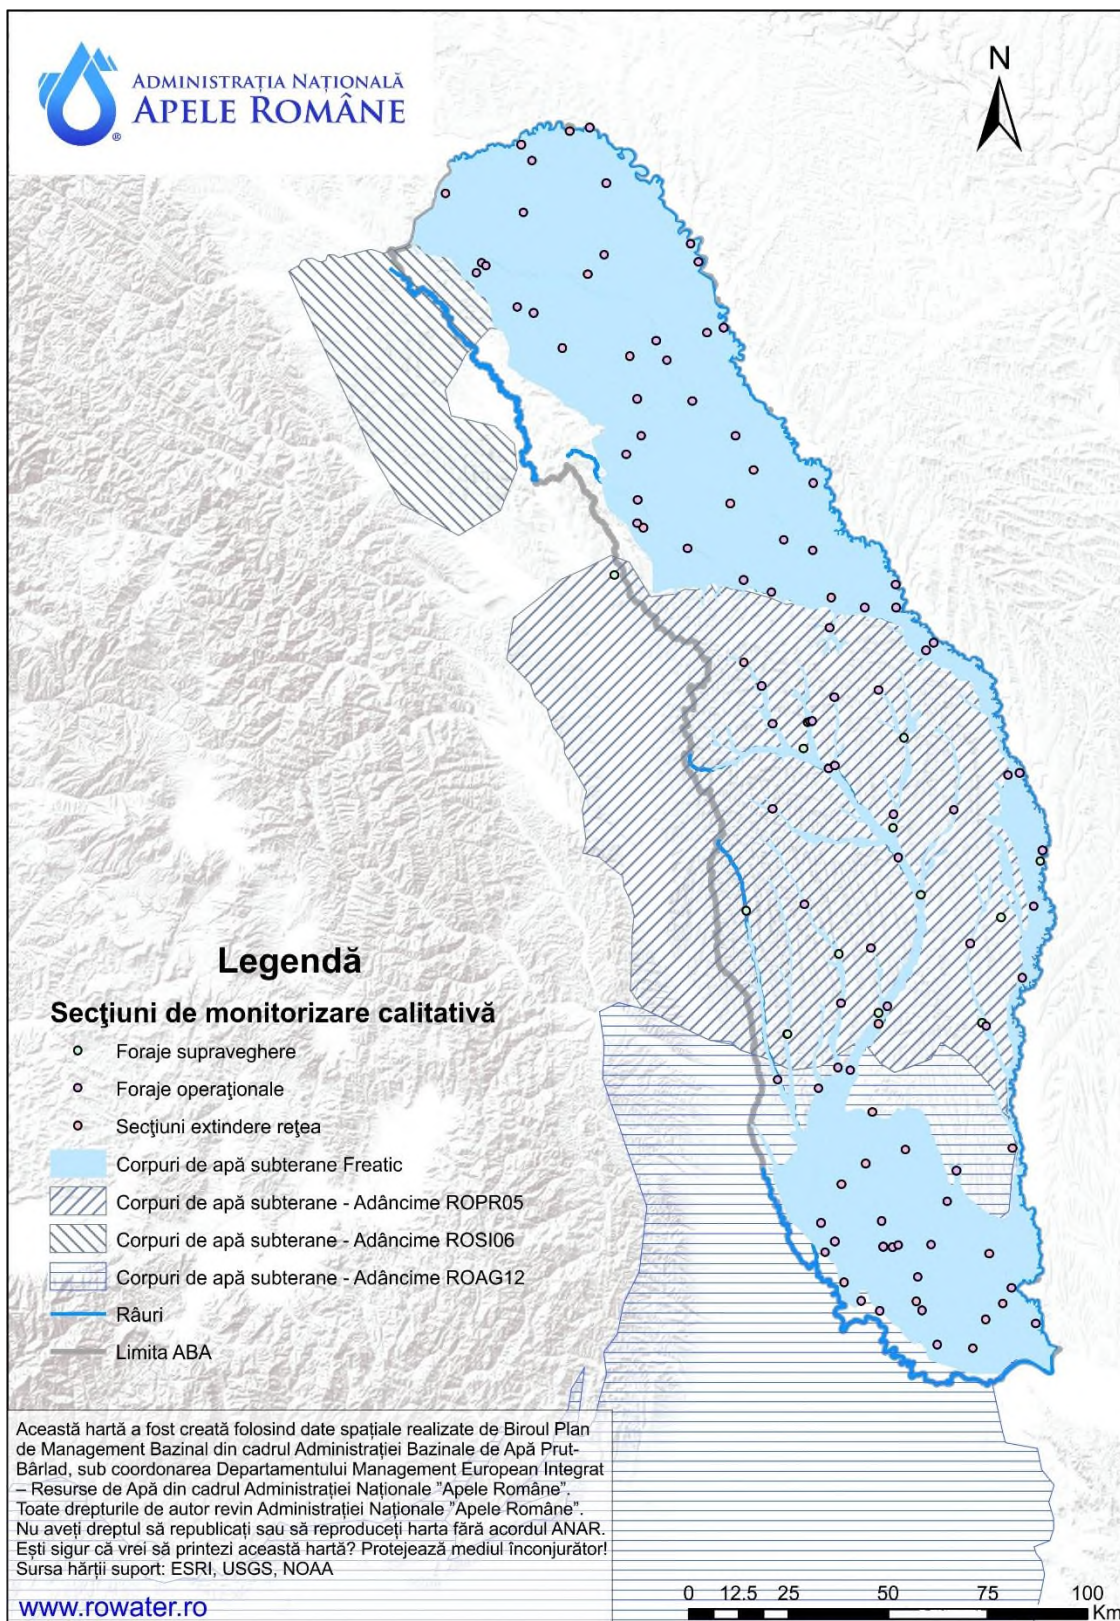 ADMINISTRAȚIA NAȚIONALĂ
APELE ROMÂNE
®
N
Legendă
Secţiuni de monitorizare calitativă
Foraje supraveghere
Foraje operaţionale
Secţiuni extindere reţea
Corpuri de apă subterane Freatic
Corpuri de apă subterane - Adâncime ROPR05
Corpuri de apă subterane - Adâncime ROSI06
Corpuri de apă subterane - Adâncime ROAG12
Râuri
Limita ABA
Această hartă a fost creată folosind date spaţiale realizate de Biroul Plan
de Management Bazinal din cadrul Administraţiei Bazinale de Apă Prut-
Bârlad, sub coordonarea Departamentului Management European Integrat
– Resurse de Apă din cadrul Administraţiei Naţionale "Apele Române".
Toate drepturile de autor revin Administraţiei Naţionale "Apele Române".
Nu aveţi dreptul să republicaţi sau să reproduceţi harta fără acordul ANAR.
Eşti sigur că vrei să printezi această hartă? Protejează mediul înconjurător!
Sursa hărţii suport: ESRI, USGS, NOAA
www.rowater.ro
0 12.5 25 50 75 100
Km